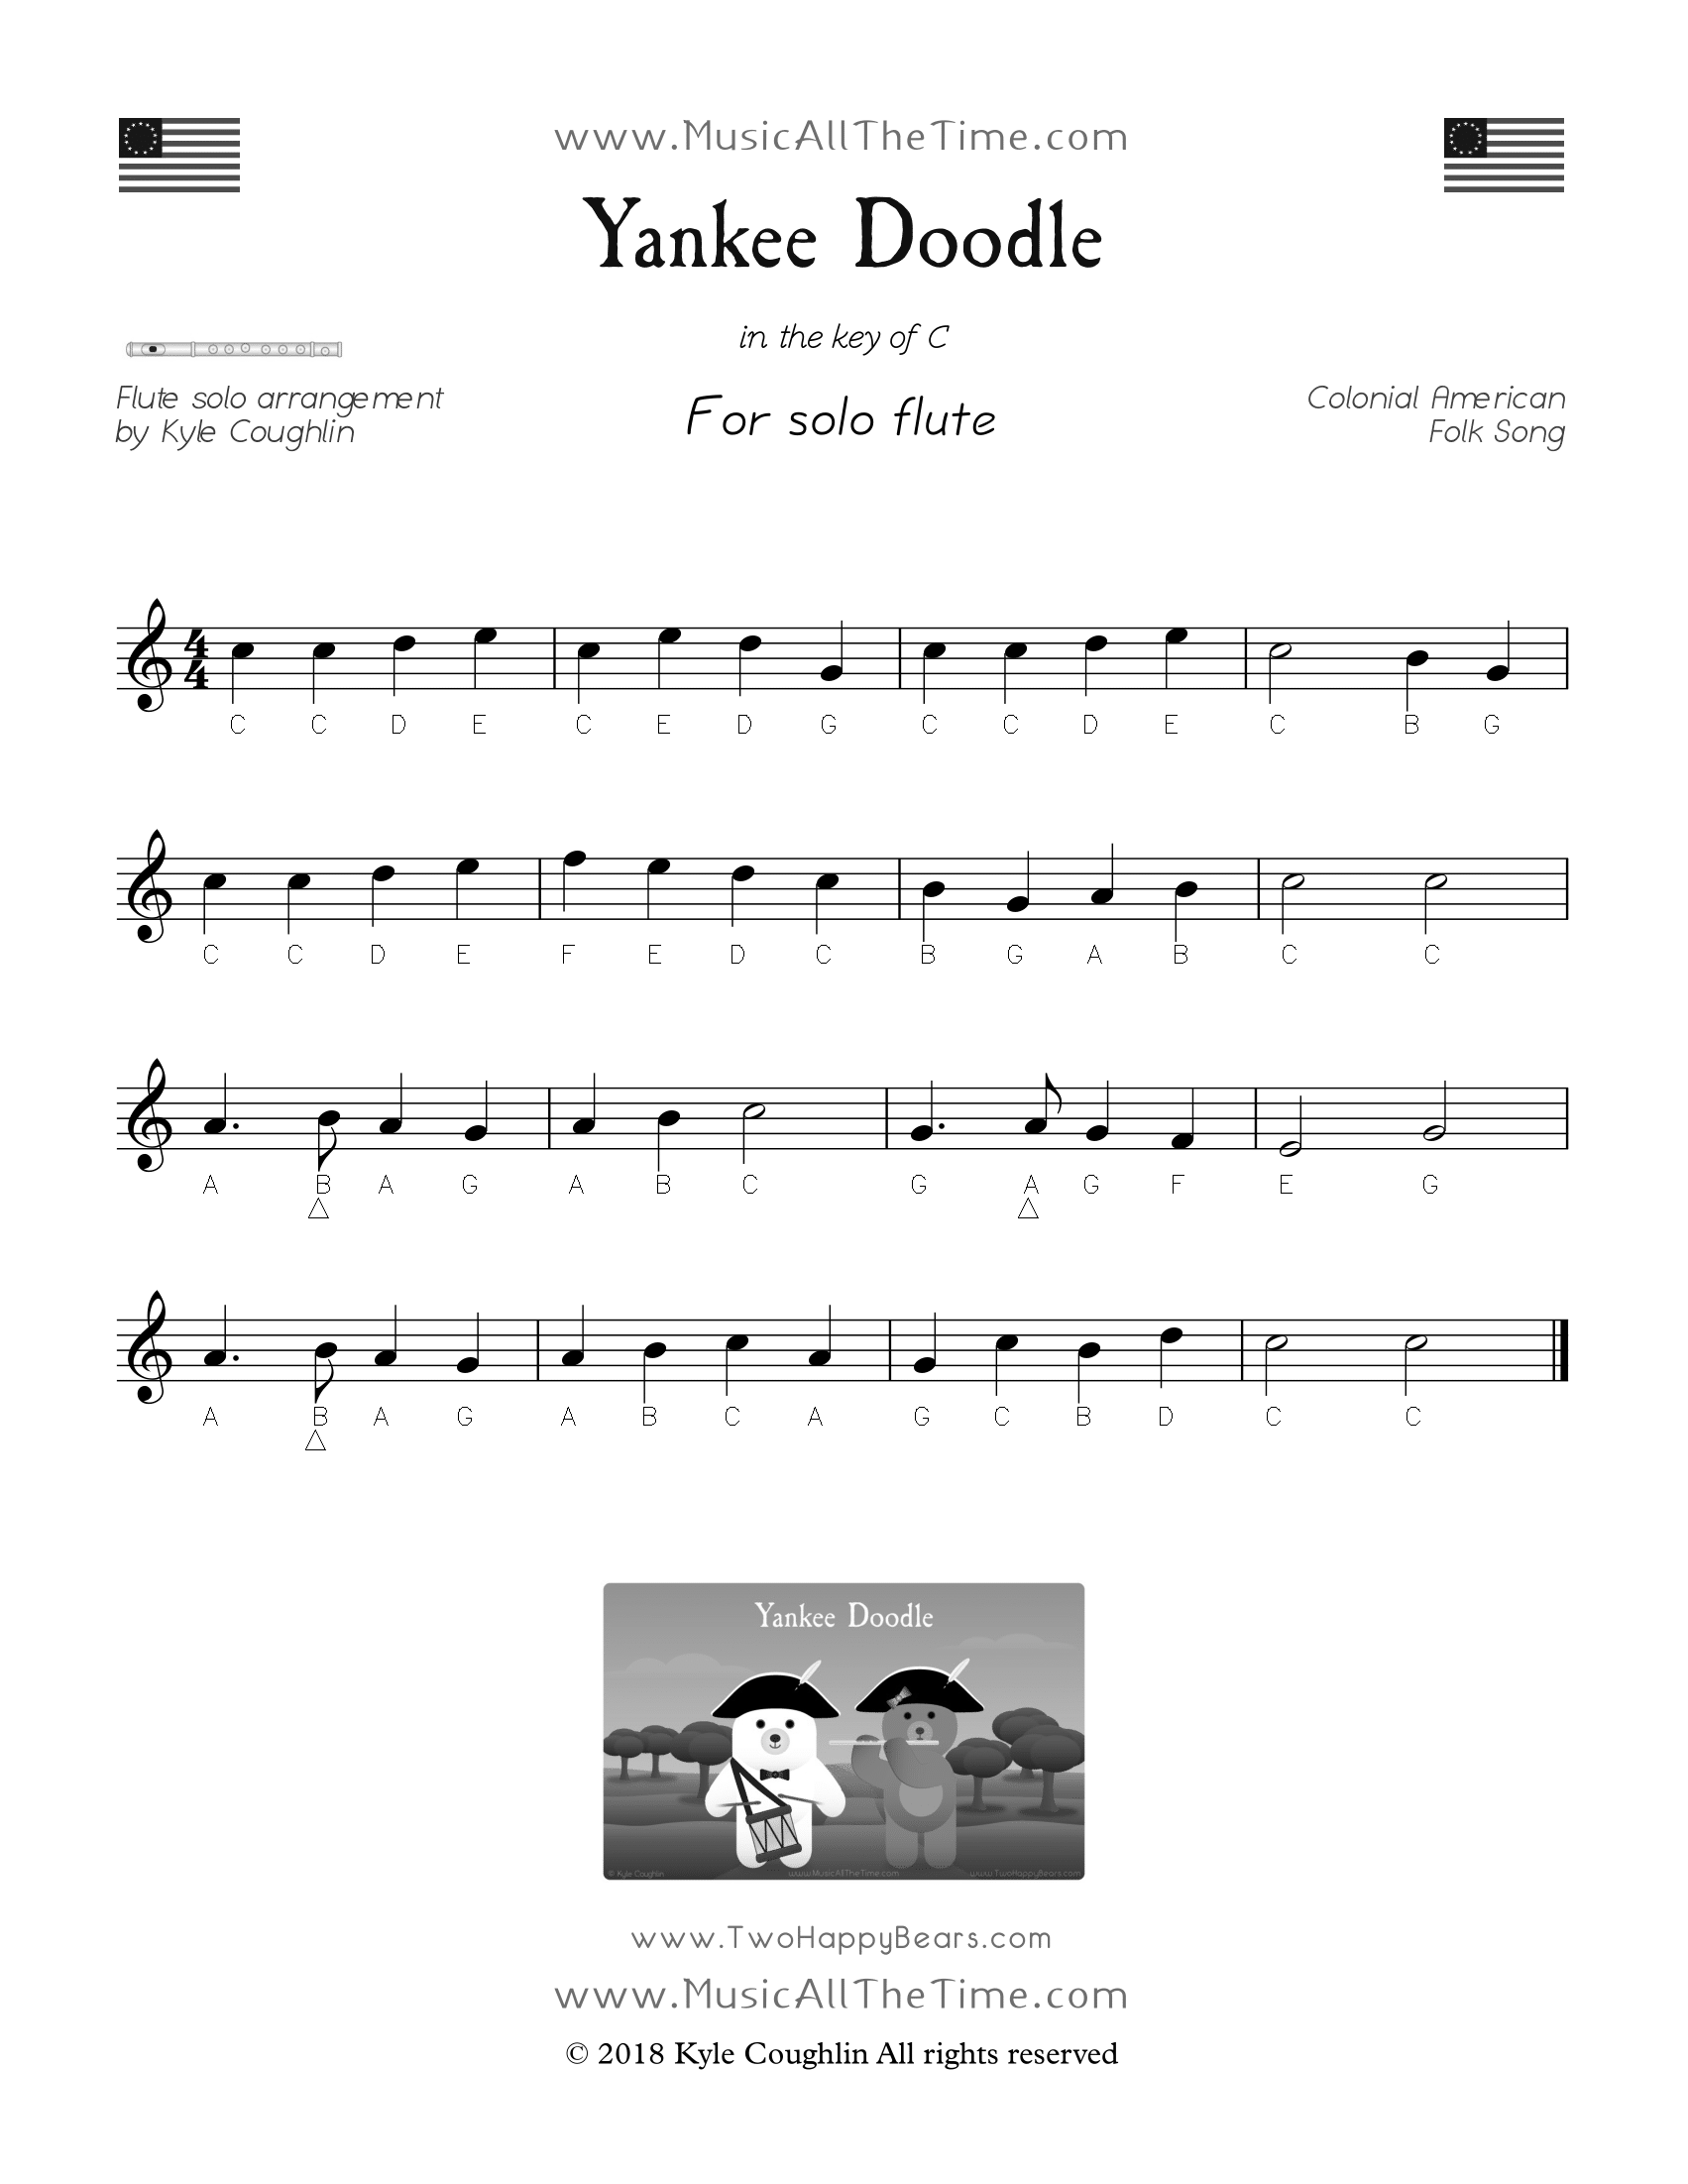 www.MusicAllTheTime.com
Yankee Doodle
in the key of C
Flute solo arrangement
by Kyle Coughlin
For solo flute
Colonial American
Folk Song
4
4
C C D E C E D G C C D E C B G
C C D E F E D C B G A B C C
A B A G A B C G A G F E G
A B A G A B C A G C B D C C
Yankee Doodle
© Kyle Coughlin www.MusicAllTheTime.com www.TwoHappyBears.com
www.TwoHappyBears.com
www.MusicAllTheTime.com
© 2018 Kyle Coughlin All rights reserved